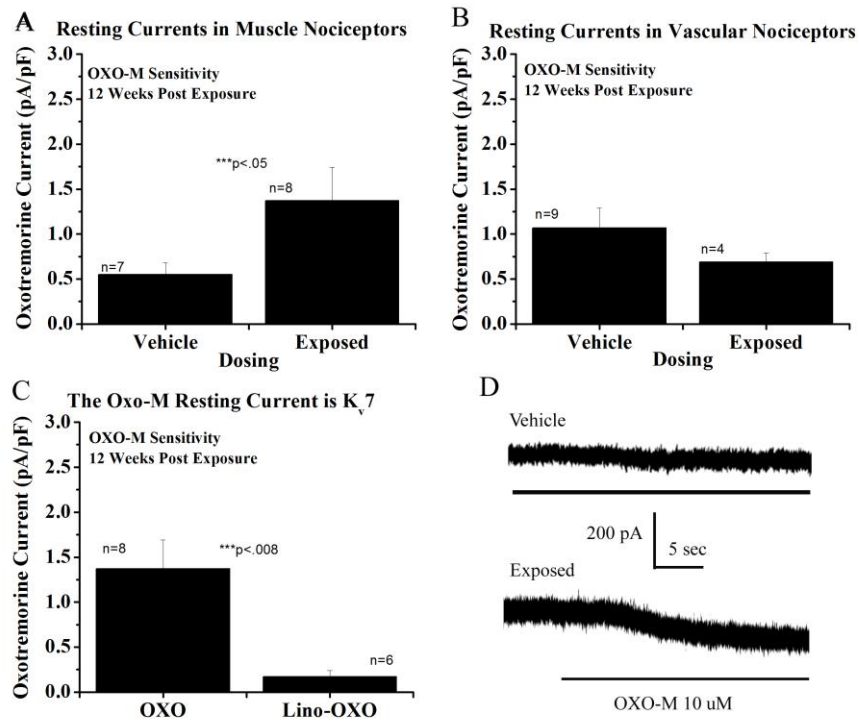 A
Resting Currents in Muscle Nociceptors
Oxotremorine Current (pA/pF)
3.0
2.5
2.0
1.5
1.0
0.5
0.0
OXO-M Sensitivity
12 Weeks Post Exposure
***p<.05
n=8
n=7
Vehicle
Exposed
Dosing
B
Resting Currents in Vascular Nociceptors
Oxotremorine Current (pA/pF)
3.0
2.5
2.0
1.5
1.0
0.5
0.0
OXO-M Sensitivity
12 Weeks Post Exposure
n=9
n=4
Vehicle
Exposed
Dosing
C
The Oxo-M Resting Current is Kv7
Oxotremorine Current (pA/pF)
3.0
2.5
2.0
1.5
1.0
0.5
0.0
OXO-M Sensitivity
12 Weeks Post Exposure
n=8
***p<.008
n=6
OXO
Lino-OXO
D
Vehicle
200 pA
5 sec
Exposed
OXO-M 10 uM